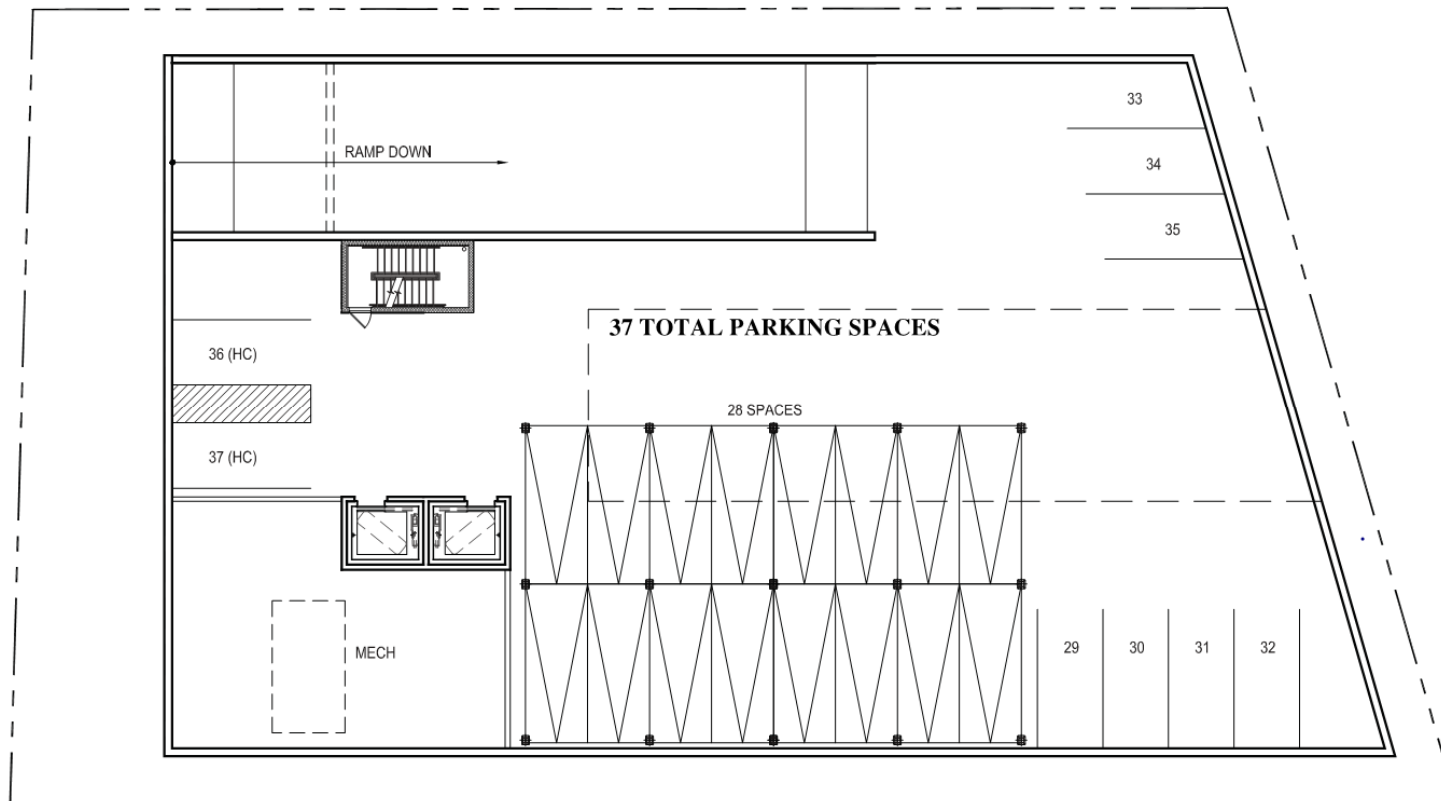 33
RAMP DOWN
34
35
37 TOTAL PARKING SPACES
36 (HC)
28 SPACES
37 (HC)
MECH
29
30
31
32